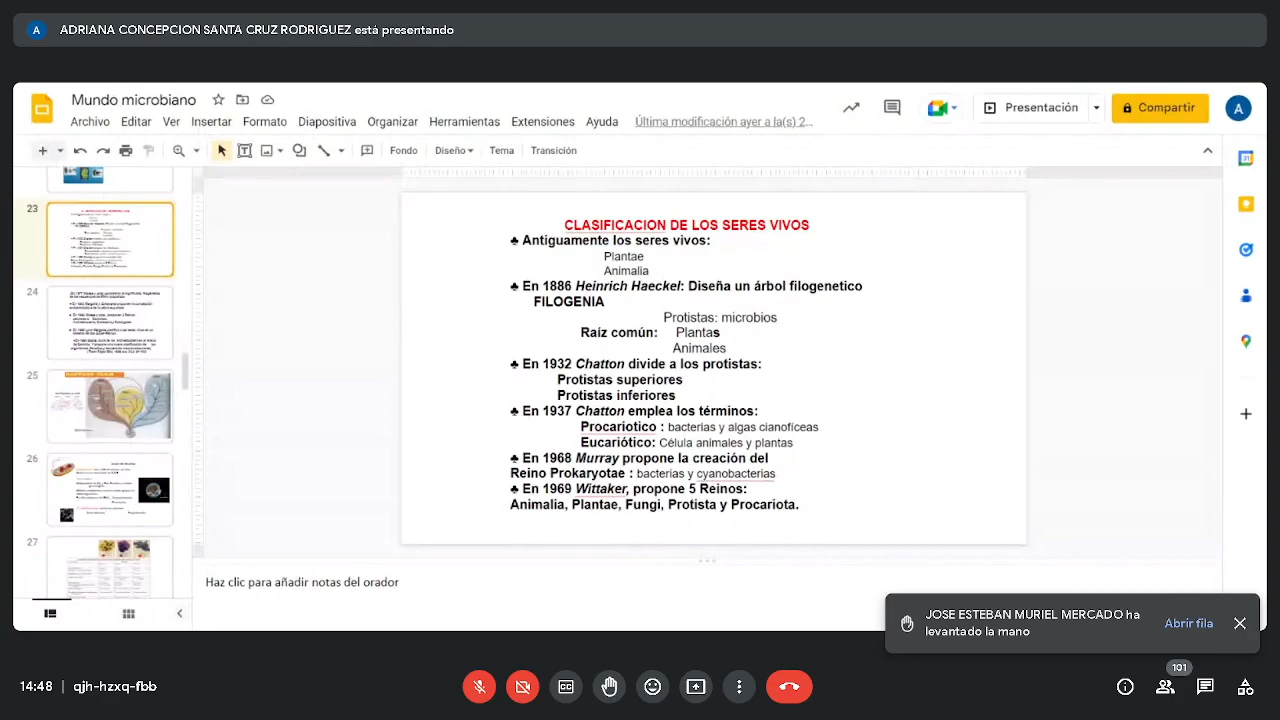 A ADRIANA CONCEPCION SANTA CRUZ RODRIGUEZ está presentando
Mundo microbiano
Archivo Editar Ver Insertar Formato Diapositiva Organizar Herramientas Extensiones Ayuda Última modificación ayer a la(s) 2...
Presentación Compartir A
Fondo Diseño Tema Transición
23
24
25
26
27
CLASIFICACION DE LOS SERES VIVOS
♣ Antiguamente los seres vivos:
Plantae
Animalia
♣ En 1886 Heinrich Haeckel: Diseña un árbol filogenetico
FILOGENIA
Protistas: microbios
Raíz común: Plantas
Animales
♣ En 1932 Chatton divide a los protistas:
Protistas superiores
Protistas inferiores
♣ En 1937 Chatton emplea los términos:
Procariotico : bacterias y algas cianofíceas
Eucariótico: Célula animales y plantas
♣ En 1968 Murray propone la creación del
Reino Prokaryotae : bacterias y cyanobacterias
En 1969 Wittaker, propone 5 Reinos:
Animalia, Plantae, Fungi, Protista y Procariota.
Haz clic para añadir notas del orador
JOSE ESTEBAN MURIEL MERCADO ha
levantado la mano
Abrir fila
14:48 | qjh-hzxq-fbb
101